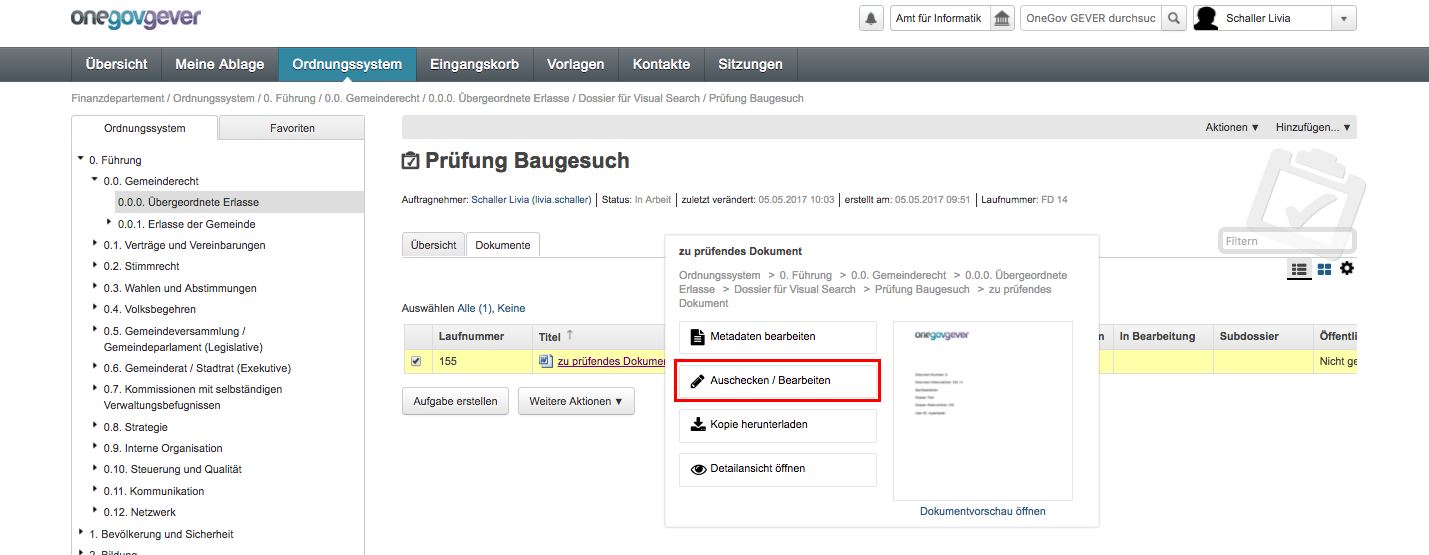 onegovgever
Amt für Informatik
OneGov GEVER durchsuc
Schaller Livia
Übersicht
Meine Ablage
Ordnungssystem
Eingangskorb
Vorlagen
Kontakte
Sitzungen
Finanzdepartement / Ordnungssystem / 0. Führung / 0.0. Gemeinderecht / 0.0.0. Übergeordnete Erlasse / Dossier für Visual Search / Prüfung Baugesuch
Ordnungssystem
Favoriten
0. Führung
0.0. Gemeinderecht
0.0.0. Übergeordnete Erlasse
0.0.1. Erlasse der Gemeinde
0.1. Verträge und Vereinbarungen
0.2. Stimmrecht
0.3. Wahlen und Abstimmungen
0.4. Volksbegehren
0.5. Gemeindeversammlung /
Gemeindeparlament (Legislative)
0.6. Gemeinderat / Stadtrat (Exekutive)
0.7. Kommissionen mit selbständigen
Verwaltungsbefugnissen
0.8. Strategie
0.9. Interne Organisation
0.10. Steuerung und Qualität
0.11. Kommunikation
0.12. Netzwerk
1. Bevölkerung und Sicherheit
2. Bildung
Aktionen ▼
Hinzufügen... ▼
Prüfung Baugesuch
Auftragnehmer: Schaller Livia (livia.schaller) | Status: In Arbeit | zuletzt verändert: 05.05.2017 10:03 | erstellt am: 05.05.2017 09:51 | Laufnummer: FD 14
Übersicht
Dokumente
Filtern
Auswählen Alle (1), Keine
Laufnummer
Titel
n
In Bearbeitung
Subdossier
Öffentli
155
zu prüfendes Dokumen
Nicht ge
Aufgabe erstellen
Weitere Aktionen ▼
zu prüfendes Dokument
Ordnungssystem > 0. Führung > 0.0. Gemeinderecht > 0.0.0. Übergeordnete
Erlasse > Dossier für Visual Search > Prüfung Baugesuch > zu prüfendes
Dokument
Metadaten bearbeiten
Auschecken / Bearbeiten
Kopie herunterladen
Detailansicht öffnen
onegovgever
Dokumentvorschau öffnen